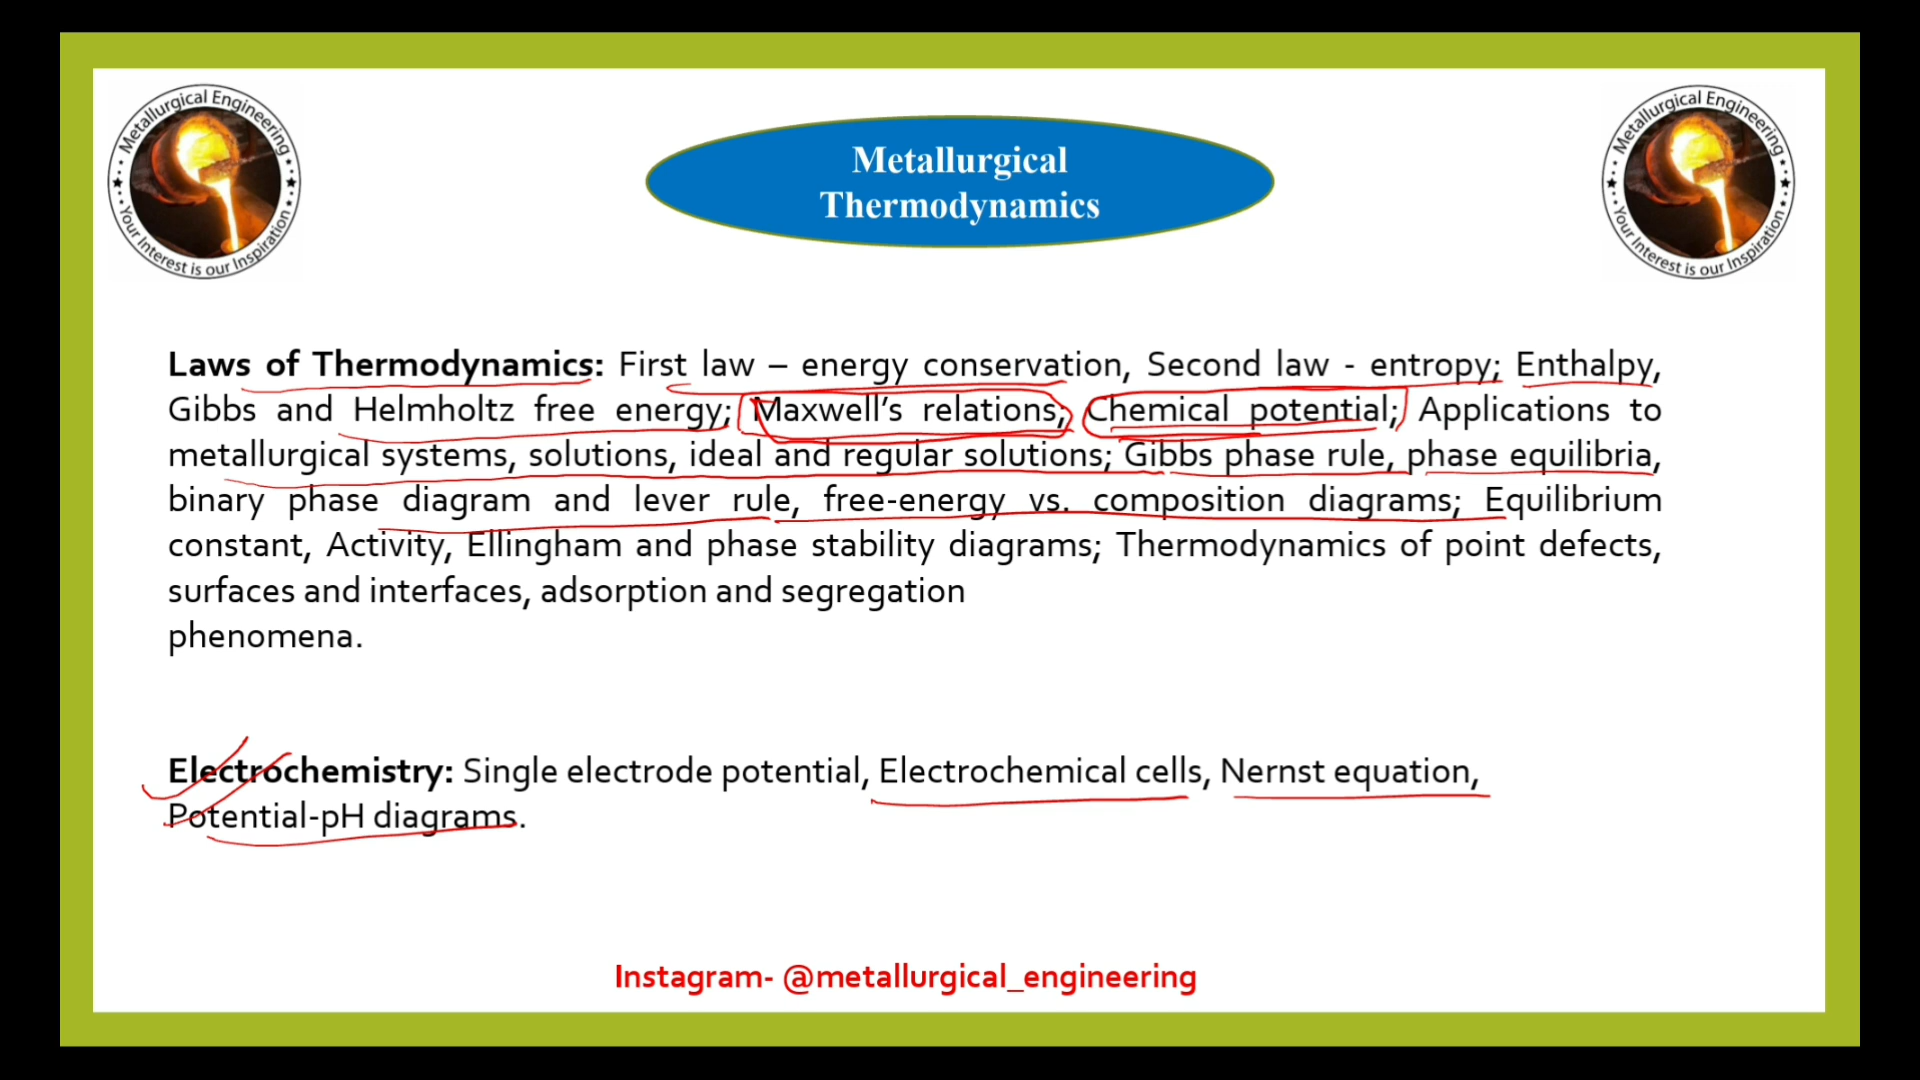 Metallurgical Engineering
Your Interest is our Inspiration
Metallurgical
Thermodynamics
Metallurgical Engineering
Your Interest is our Inspiration
Laws of Thermodynamics: First law – energy conservation, Second law - entropy; Enthalpy,
Gibbs and Helmholtz free energy; Maxwell’s relations; Chemical potential; Applications to
metallurgical systems, solutions, ideal and regular solutions; Gibbs phase rule, phase equilibria,
binary phase diagram and lever rule, free-energy vs. composition diagrams; Equilibrium
constant, Activity, Ellingham and phase stability diagrams; Thermodynamics of point defects,
surfaces and interfaces, adsorption and segregation
phenomena.
Electrochemistry: Single electrode potential, Electrochemical cells, Nernst equation,
Potential-pH diagrams.
Instagram- @metallurgical_engineering